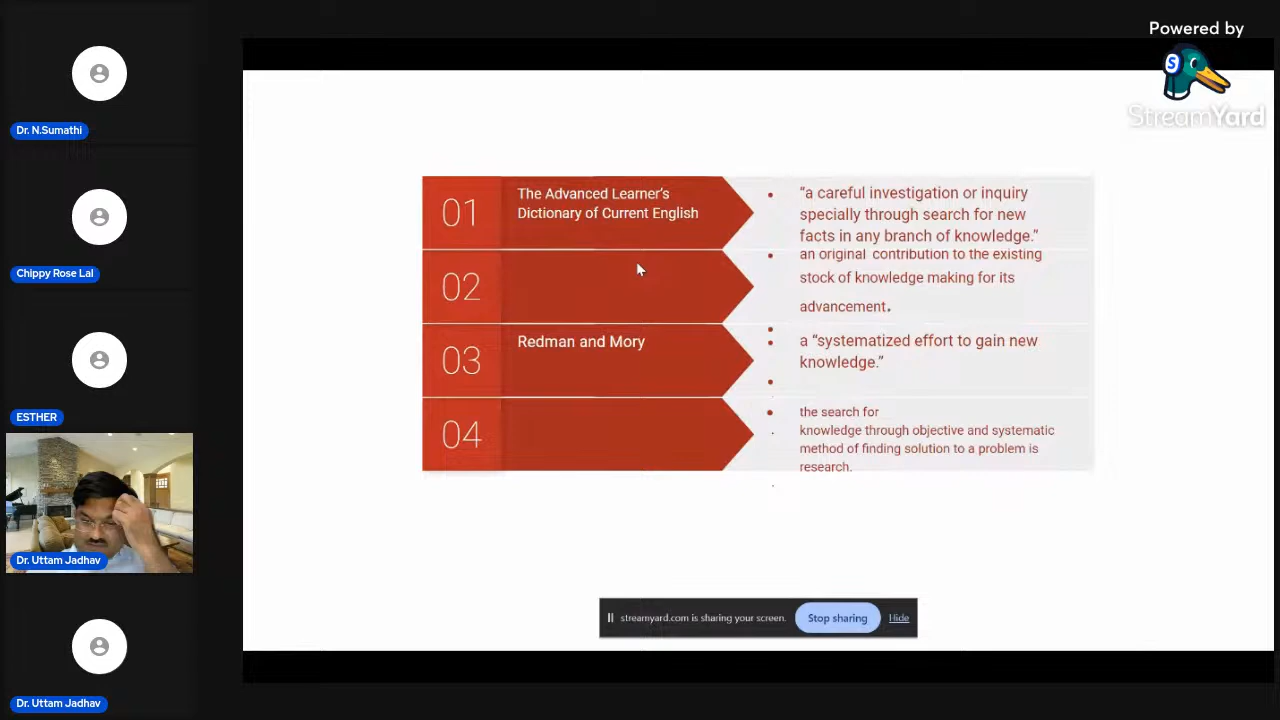 Powered by
StreamYard
Dr. N.Sumathi
Chippy Rose Lal
ESTHER
Dr. Uttam Jadhav
Dr. Uttam Jadhav
01
The Advanced Learner's
Dictionary of Current English
• "a careful investigation or inquiry
specially through search for new
facts in any branch of knowledge."
02
• an original contribution to the existing
stock of knowledge making for its
advancement.
03
Redman and Mory
• a "systematized effort to gain new
knowledge."
04
• the search for
knowledge through objective and systematic
method of finding solution to a problem is
research.
streamyard.com is sharing your screen.
Stop sharing
Hide